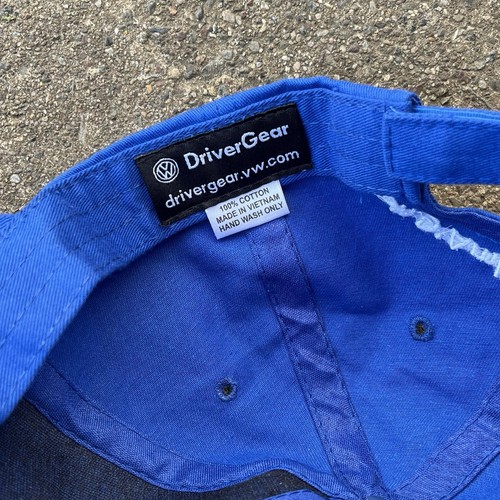 DriverGear
drivergear.vw.com
100% COTTON
MADE IN VIETNAM
HAND WASH ONLY